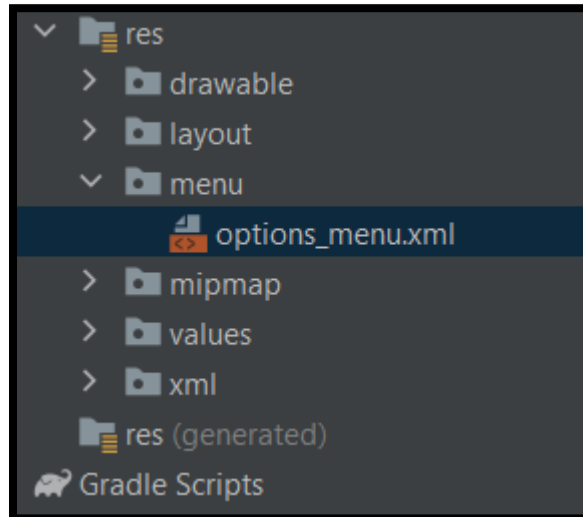 res
drawable
layout
menu
options_menu.xml
mipmap
values
xml
res (generated)
Gradle Scripts